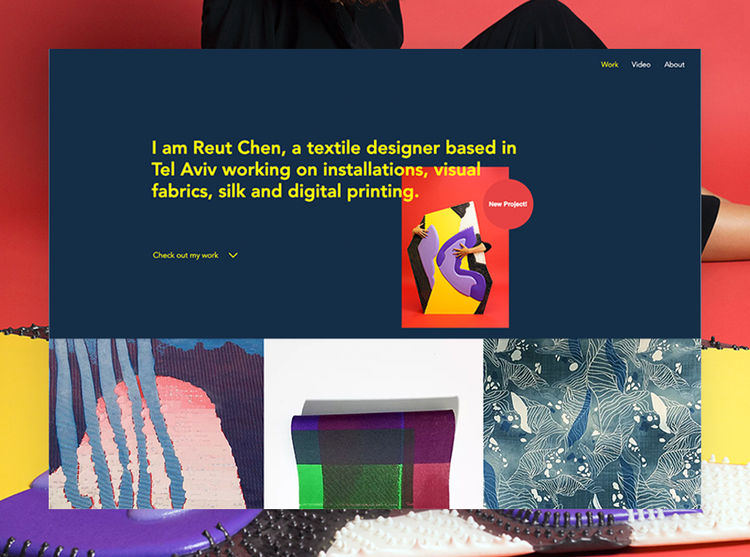 Work Video About
I am Reut Chen, a textile designer based in
Tel Aviv working on installations, visual
fabrics, silk and digital printing.
New Project!
Check out my work